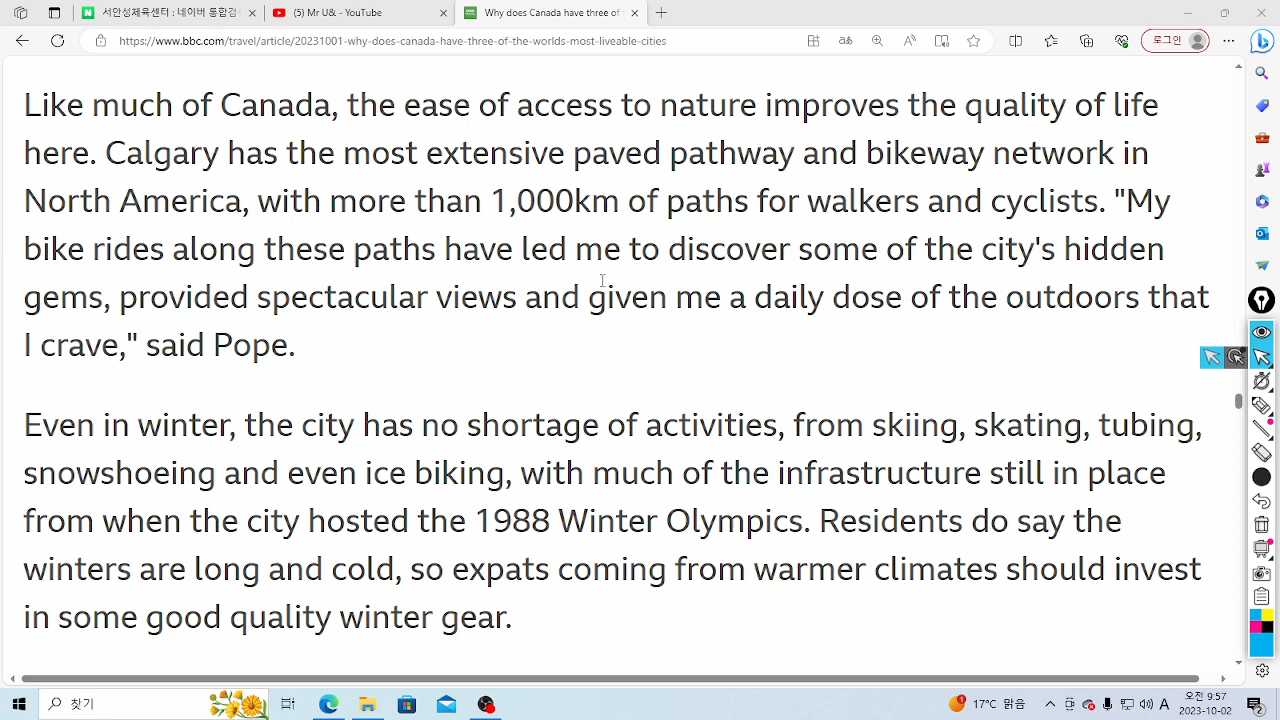 서안성체육센터 : 네이버 통합검
(5) Mr U& - YouTube
Why does Canada have three of
https://www.bbc.com/travel/article/20231001-why-does-canada-have-three-of-the-worlds-most-liveable-cities
로그인
Like much of Canada, the ease of access to nature improves the quality of life
here. Calgary has the most extensive paved pathway and bikeway network in
North America, with more than 1,000km of paths for walkers and cyclists. "My
bike rides along these paths have led me to discover some of the city's hidden
gems, provided spectacular views and given me a daily dose of the outdoors that
I crave," said Pope.
Even in winter, the city has no shortage of activities, from skiing, skating, tubing,
snowshoeing and even ice biking, with much of the infrastructure still in place
from when the city hosted the 1988 Winter Olympics. Residents do say the
winters are long and cold, so expats coming from warmer climates should invest
in some good quality winter gear.
찾기
17°C 맑음
A
오전 9:57
2023-10-02
2